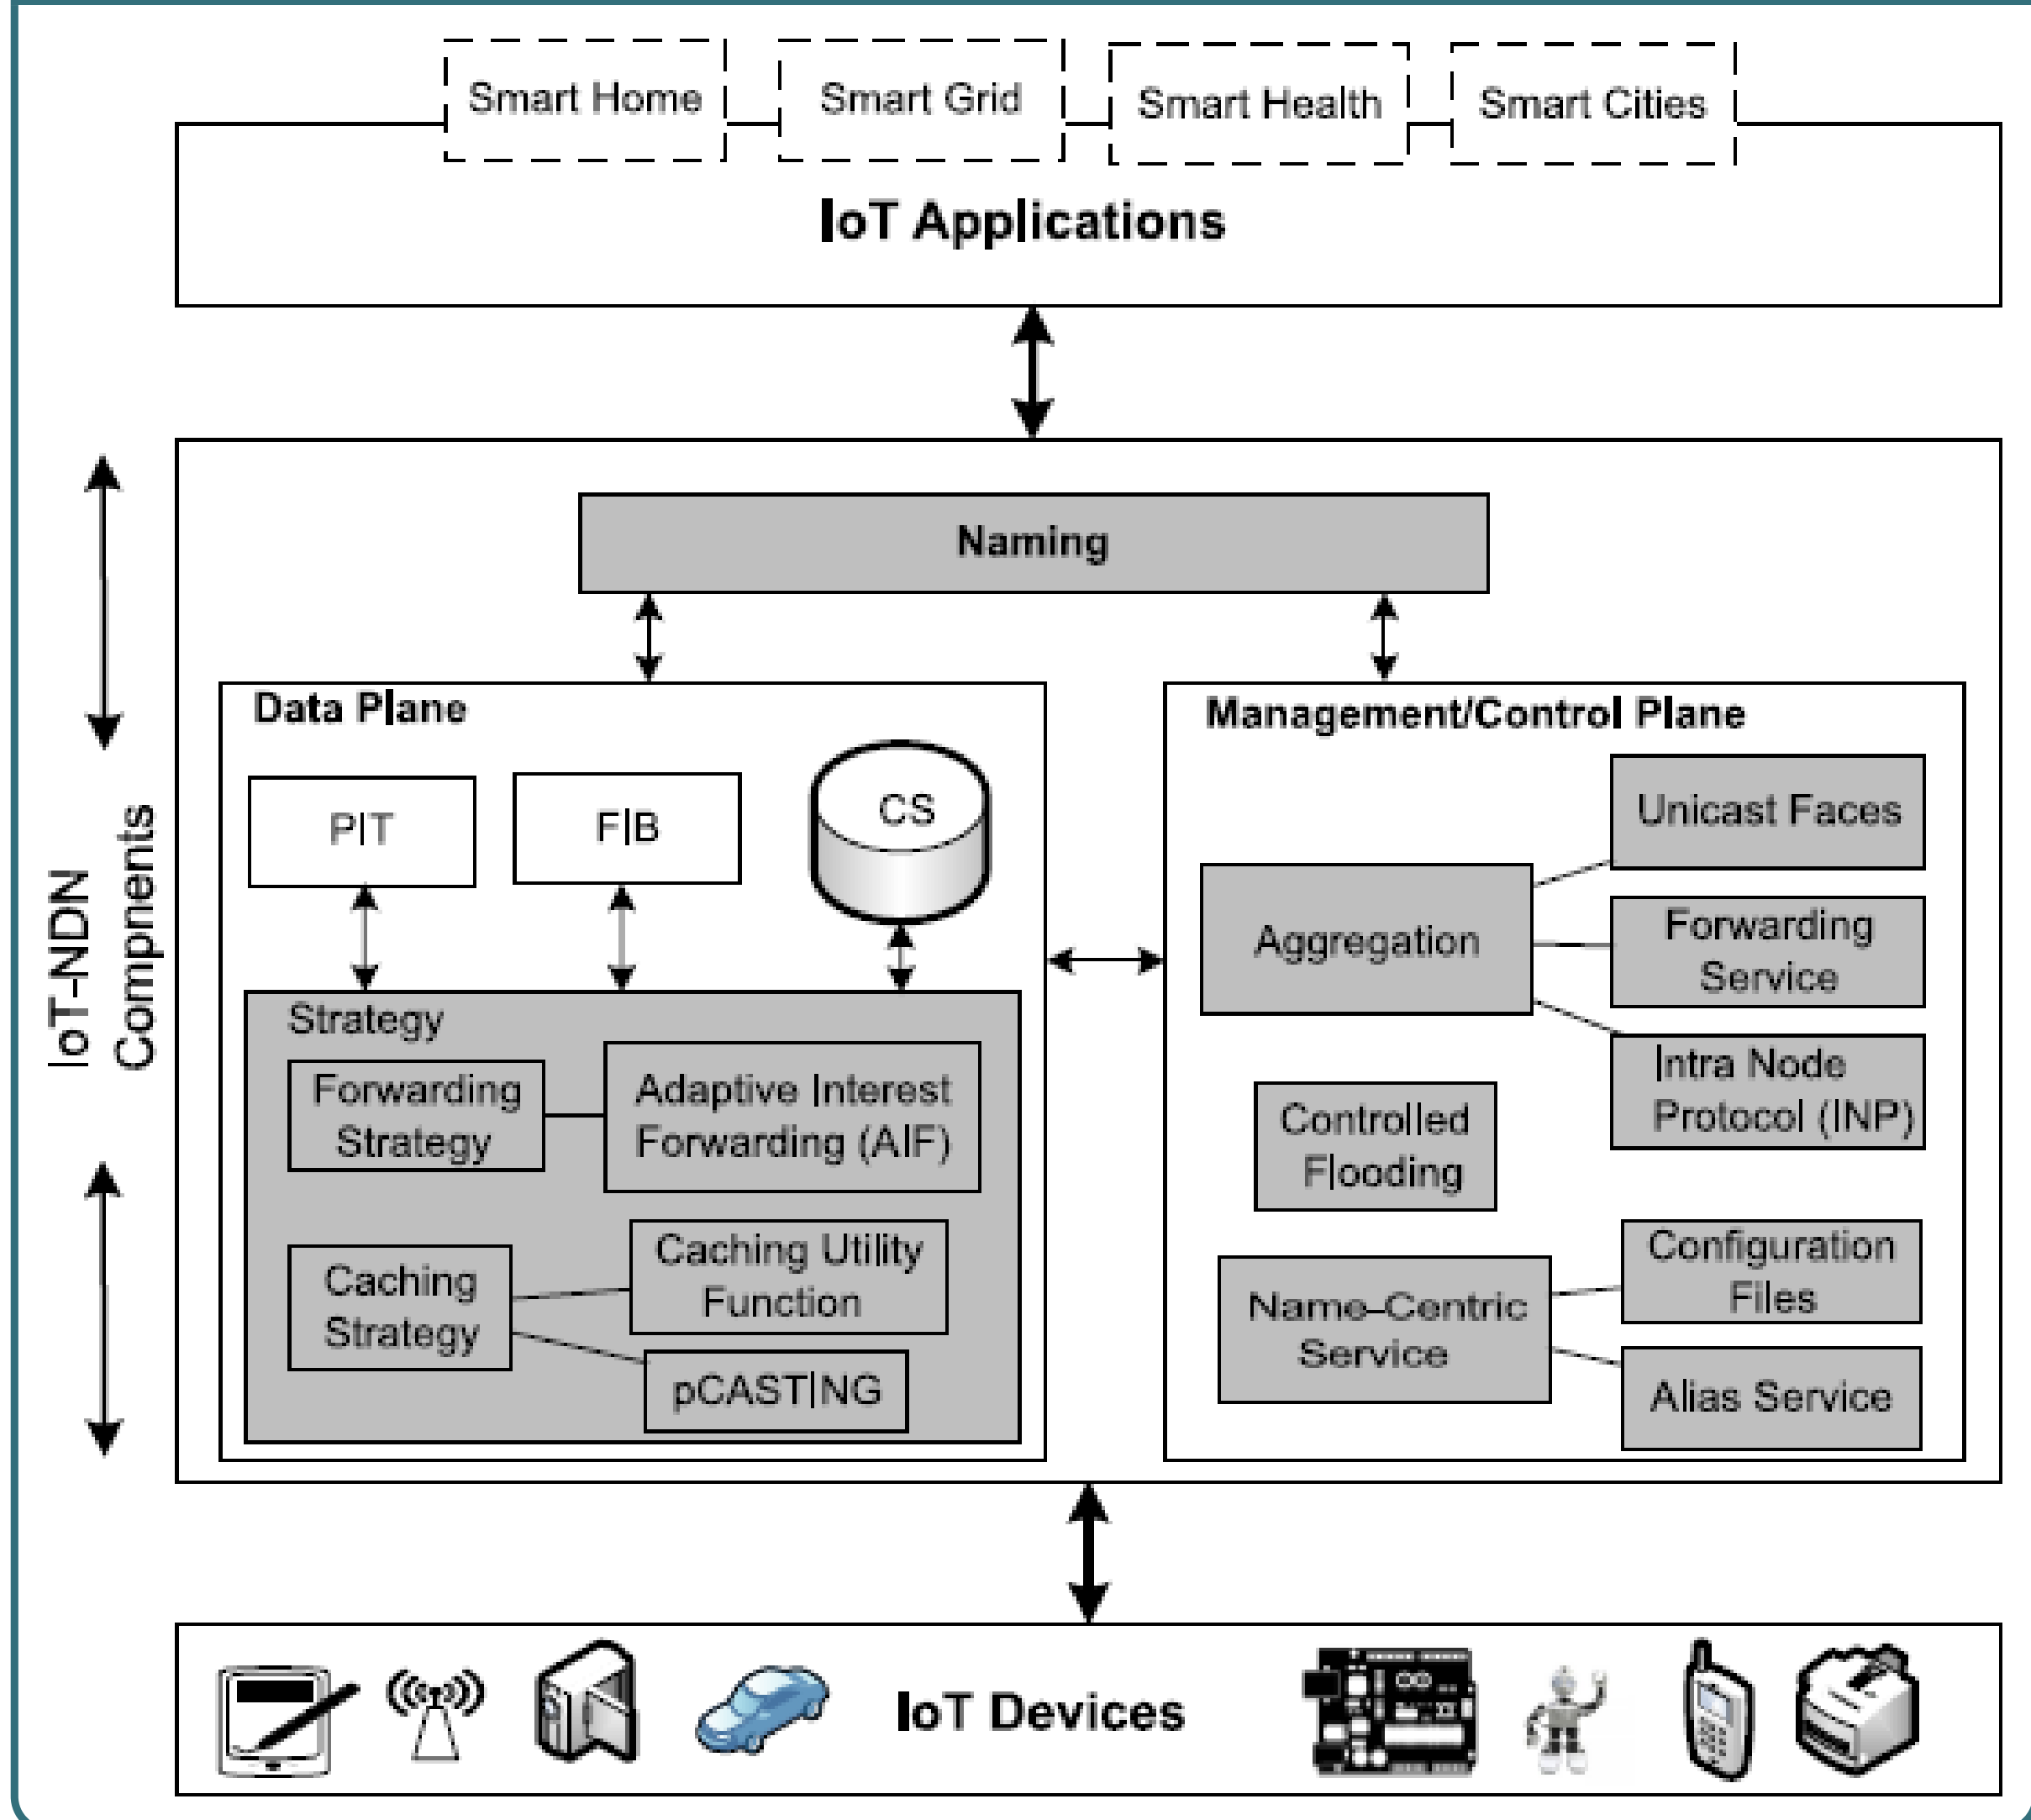 Smart Home
Smart Grid
Smart Health
Smart Cities
IoT Applications
IoT-NDN
Compnents
Naming
Data Plane
PIT
FIB
CS
Strategy
Forwarding
Strategy
Adaptive Interest
Forwarding (AIF)
Caching
Strategy
Caching Utility
Function
pCASTING
Management/Control Plane
Aggregation
Unicast Faces
Forwarding
Service
Intra Node
Protocol (INP)
Controlled
Flooding
Name-Centric
Service
Configuration
Files
Alias Service
IoT Devices